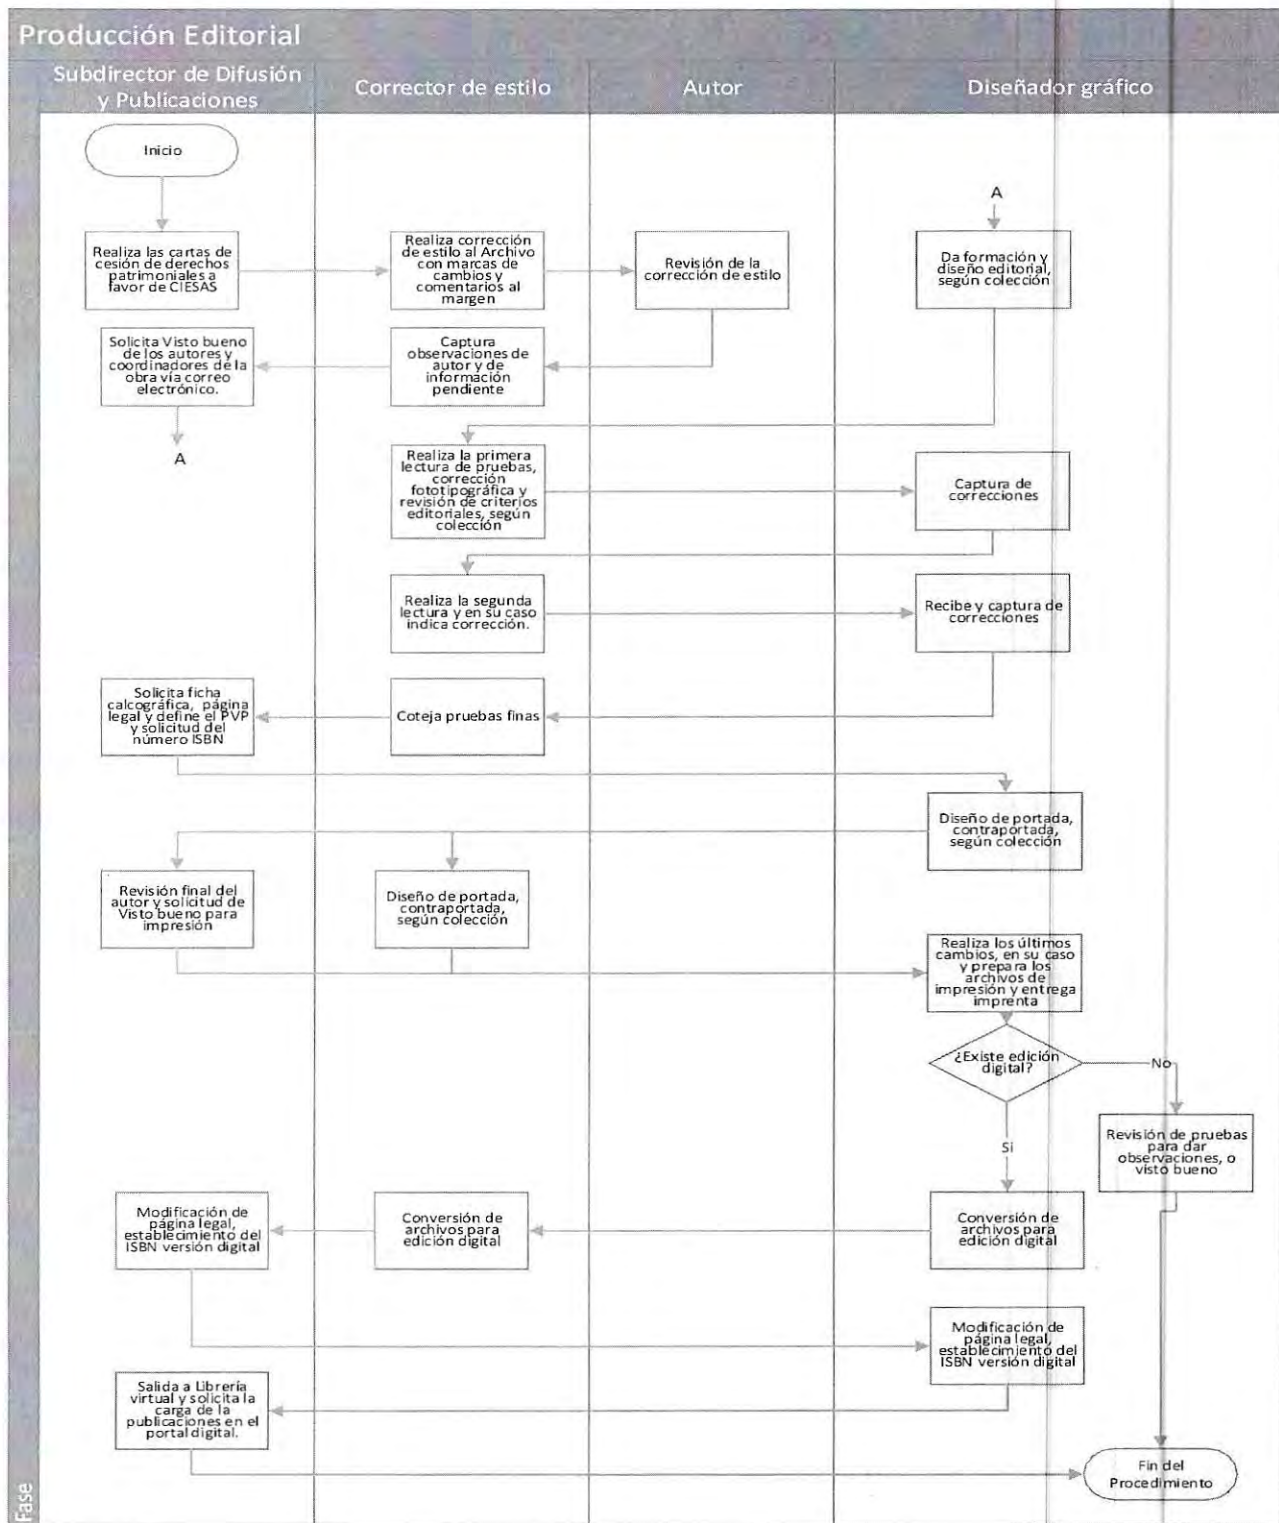 Producción Editorial
Subdirector de Difusión
y Publicaciones
Corrector de estilo
Autor
Diseñador gráfico
Inicio
A
Realiza las cartas de
cesión de derechos
patrimoniales a
favor de CIESAS
Realiza corrección
de estilo al Archivo
con marcas de
cambios y
comentarios al
margen
Revisión de la
corrección de estilo
Da formación y
diseño editorial,
según colección
Solicita Visto bueno
de los autores y
coordinadores de la
obra vía correo
electrónico.
Captura
observaciones de
autor y de
información
pendiente
A
Realiza la primera
lectura de pruebas,
corrección
fototipográfica y
revisión de criterios
editoriales, según
colección
Captura de
correcciones
Realiza la segunda
lectura y en su caso
indica corrección.
Recibe y captura de
correcciones
Solicita ficha
calcográfica, página
legal y define el PVP
y solicitud del
número ISBN
Coteja pruebas finas
Diseño de portada,
contraportada,
según colección
Revisión final del
autor y solicitud de
Visto bueno para
impresión
Diseño de portada,
contraportada,
según colección
Realiza los últimos
cambios, en su caso
y prepara los
archivos de
impresión y entrega
imprenta
¿Existe edición
digital?
No
Si
Revisión de pruebas
para dar
observaciones, o
visto bueno
Modificación de
página legal,
establecimiento del
ISBN versión digital
Conversión de
archivos para
edición digital
Conversión de
archivos para
edición digital
Modificación de
página legal,
establecimiento del
ISBN versión digital
Salida a Librería
virtual y solicita la
carga de la
publicaciones en el
portal digital.
Fin del
Procedimiento
Fase